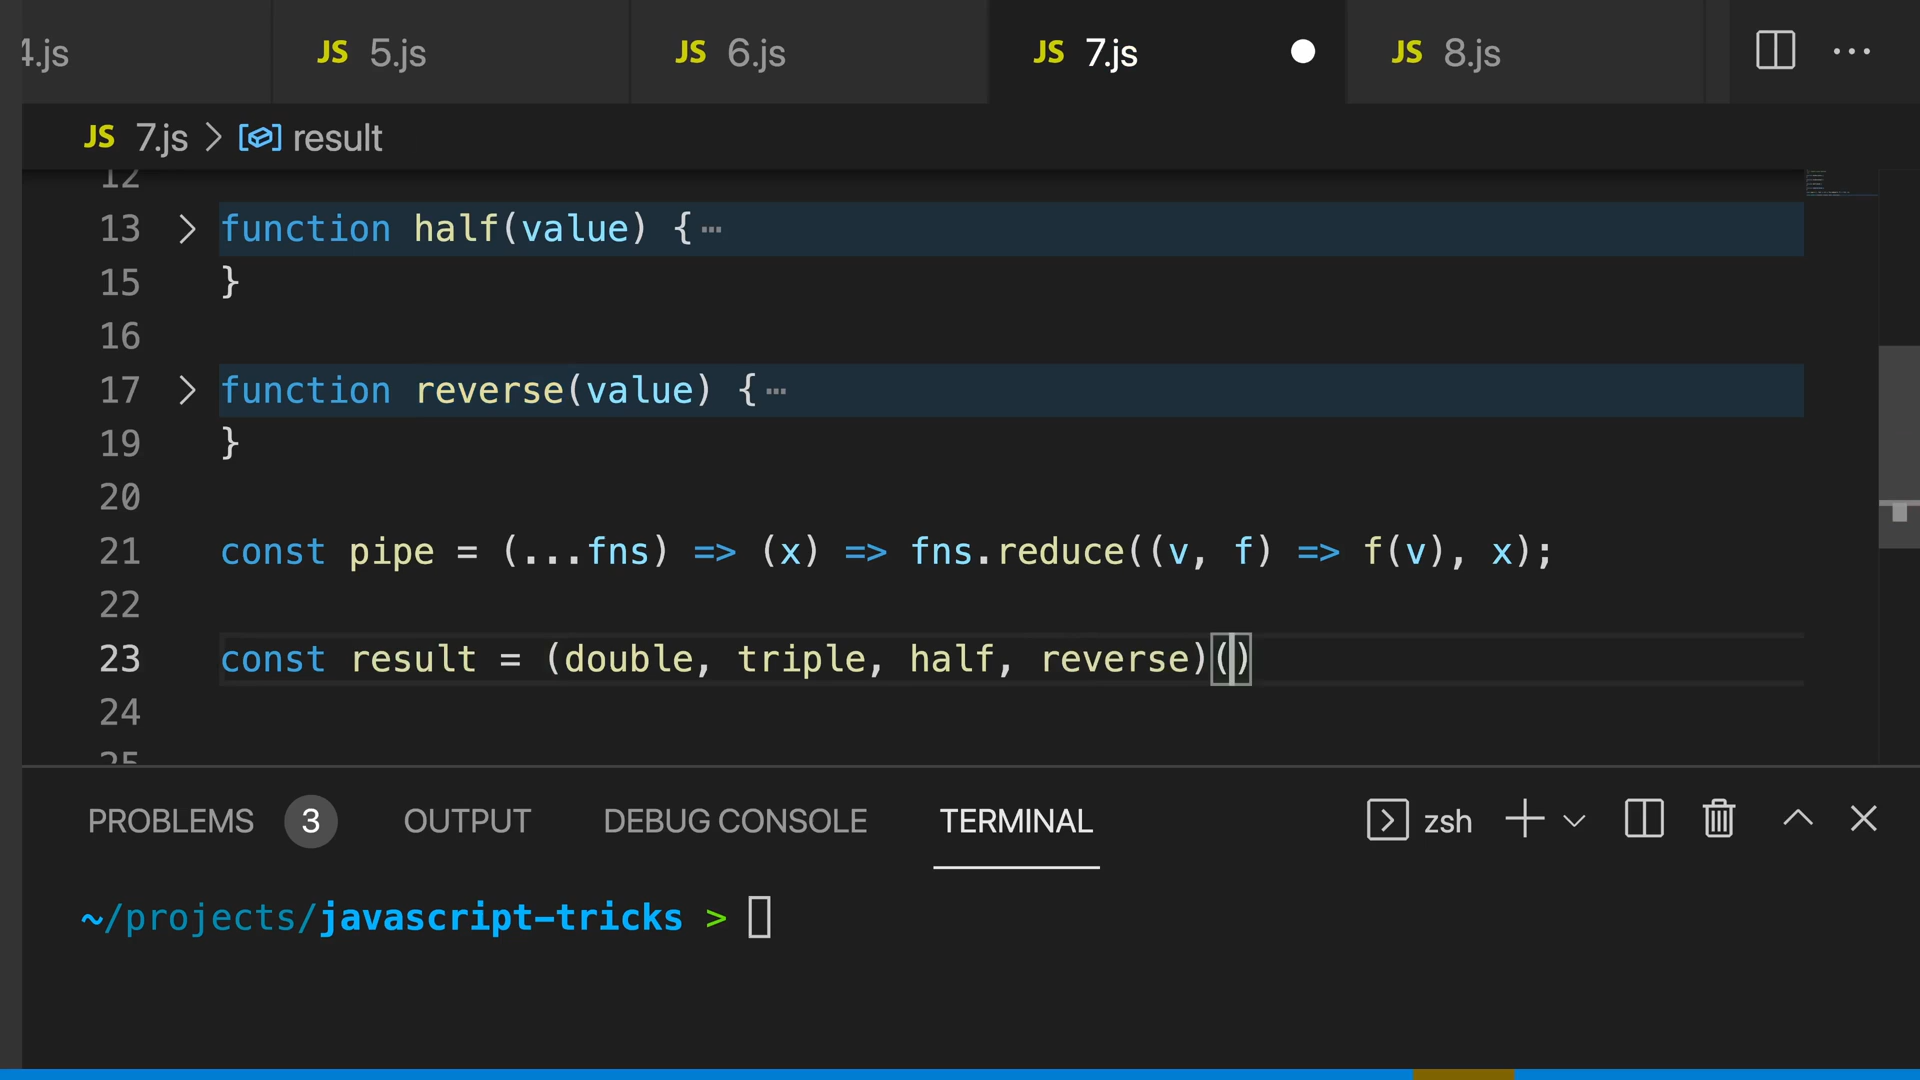 4.js
JS 5.js
JS 6.js
JS 7.js
JS 8.js
JS 7.js > result
12
13 function half(value) {…
15 }
16
17 function reverse(value) {…
19 }
20
21 const pipe = (...fns) => (x) => fns.reduce((v, f) => f(v), x);
22
23 const result = (double, triple, half, reverse)()
24
25
PROBLEMS 3 OUTPUT DEBUG CONSOLE TERMINAL zsh
~/projects/javascript-tricks >